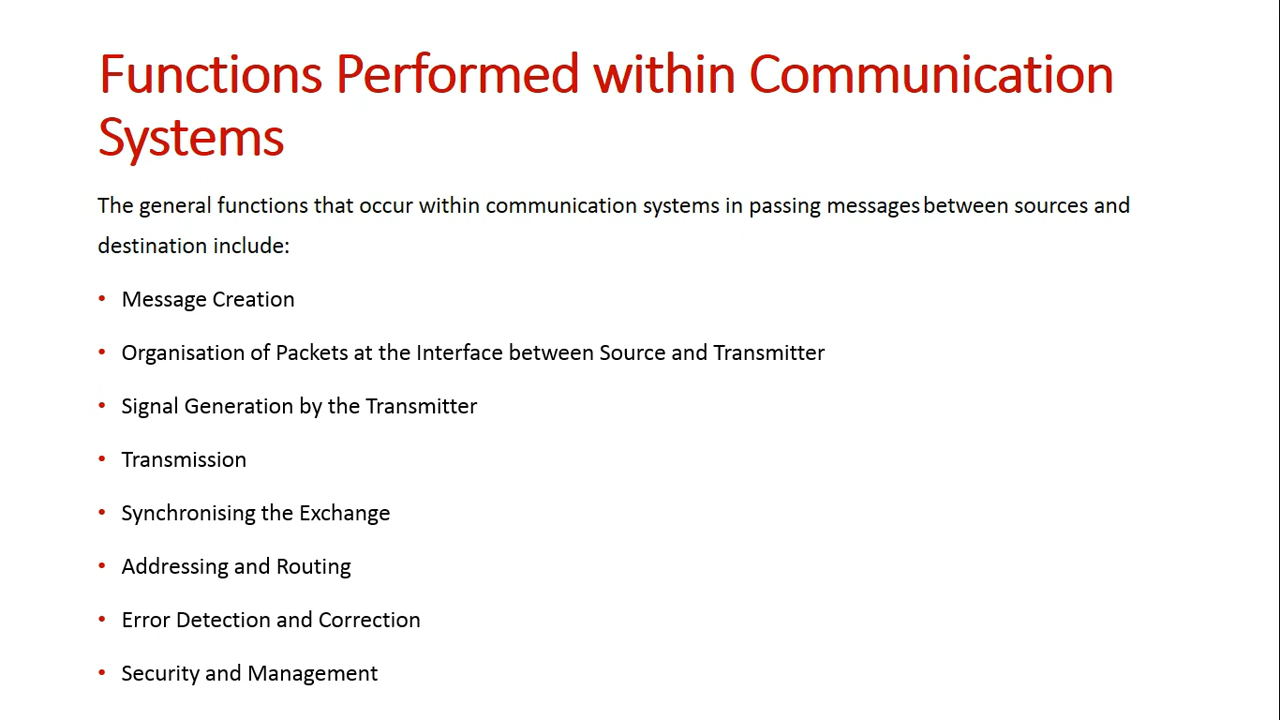 Functions Performed within Communication
Systems
The general functions that occur within communication systems in passing messages between sources and
destination include:
• Message Creation
• Organisation of Packets at the Interface between Source and Transmitter
• Signal Generation by the Transmitter
• Transmission
• Synchronising the Exchange
• Addressing and Routing
• Error Detection and Correction
• Security and Management